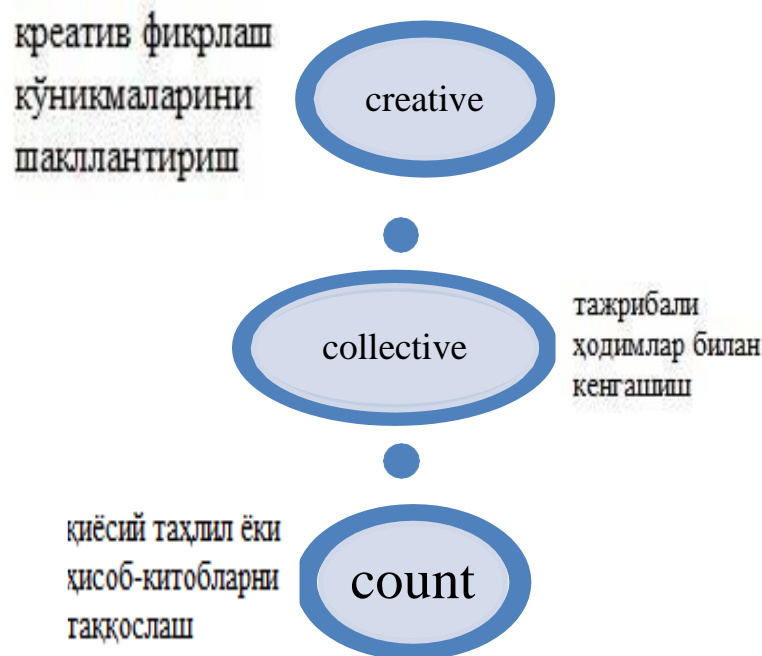 креатив фикрлаш
кўникмаларини
шакллантириш
creative
collective
тажрибали
ҳодимлар билан
кенгашиш
қиёсий таҳлил ёки
ҳисоб-китобларни
таққослаш
count